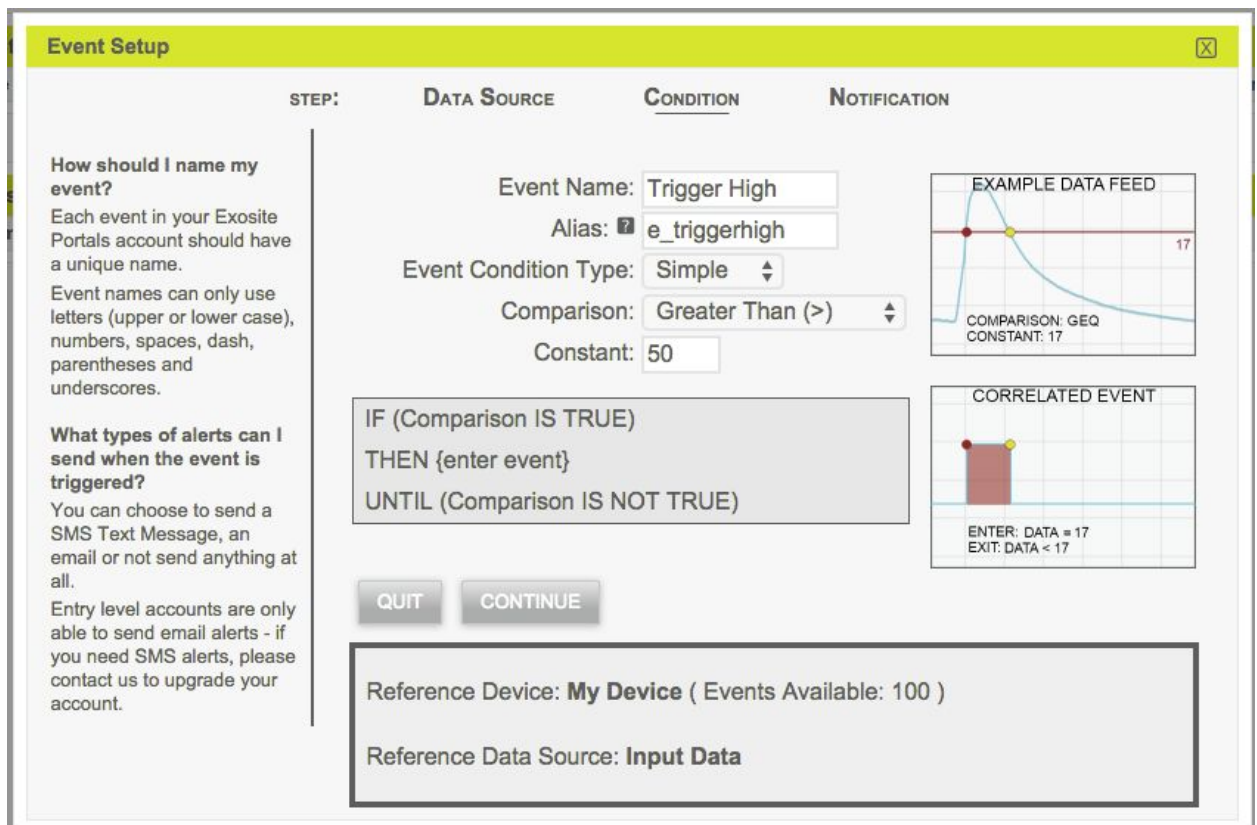 Event Setup
X
STEP: DATA SOURCE CONDITION NOTIFICATION
How should I name my
event?
Each event in your Exosite
Portals account should have
a unique name.
Event names can only use
letters (upper or lower case),
numbers, spaces, dash,
parentheses and
underscores.
What types of alerts can I
send when the event is
triggered?
You can choose to send a
SMS Text Message, an
email or not send anything at
all.
Entry level accounts are only
able to send email alerts - if
you need SMS alerts, please
contact us to upgrade your
account.
Event Name: Trigger High
Alias: ? e_triggerhigh
Event Condition Type: Simple
Comparison: Greater Than (>)
Constant: 50
IF (Comparison IS TRUE)
THEN {enter event}
UNTIL (Comparison IS NOT TRUE)
QUIT CONTINUE
Reference Device: My Device ( Events Available: 100 )
Reference Data Source: Input Data
EXAMPLE DATA FEED
17
COMPARISON: GEQ
CONSTANT: 17
CORRELATED EVENT
ENTER: DATA = 17
EXIT: DATA < 17